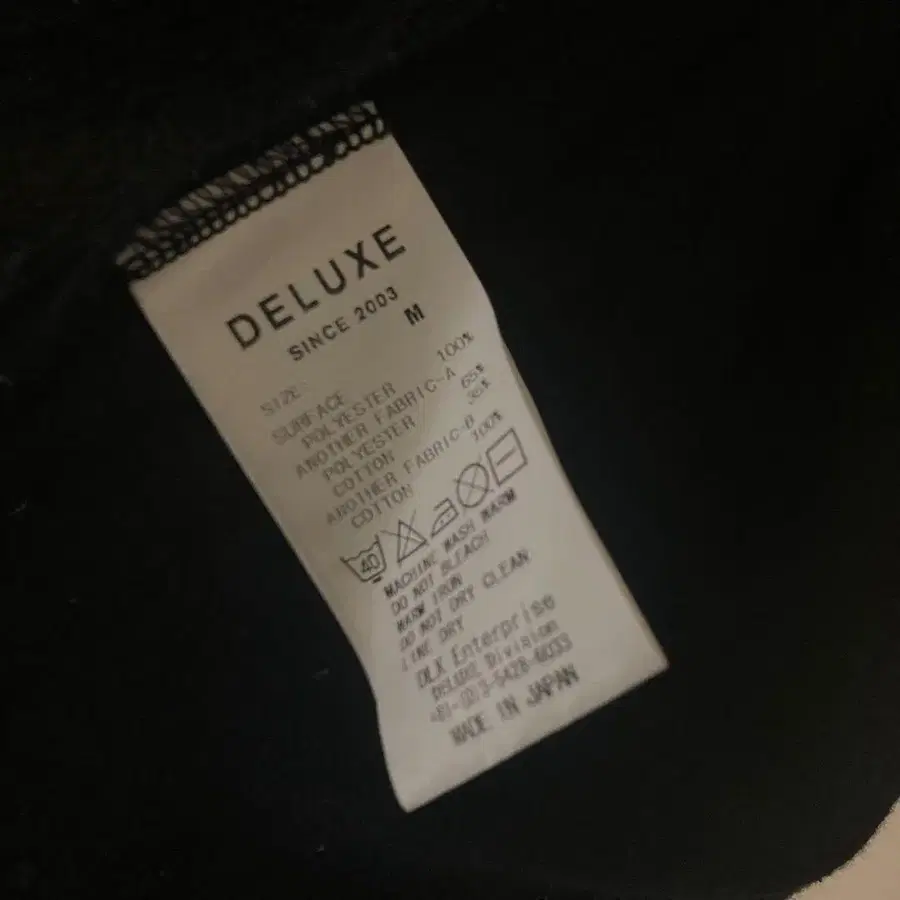 DELUXE
SINCE 2003
SIZE M
SURFACE
POLYESTER 100%
ANOTHER FABRIC-A
POLYESTER 65%
COTTON 35%
ANOTHER FABRIC-B
COTTON 100%
40
MACHINE WASH WARM
DO NOT BLEACH
WARM IRON
DO NOT DRY CLEAN
LINE DRY
DLX Enterprise
DELUXE Division
+81-(0)3-5428-6033
MADE IN JAPAN